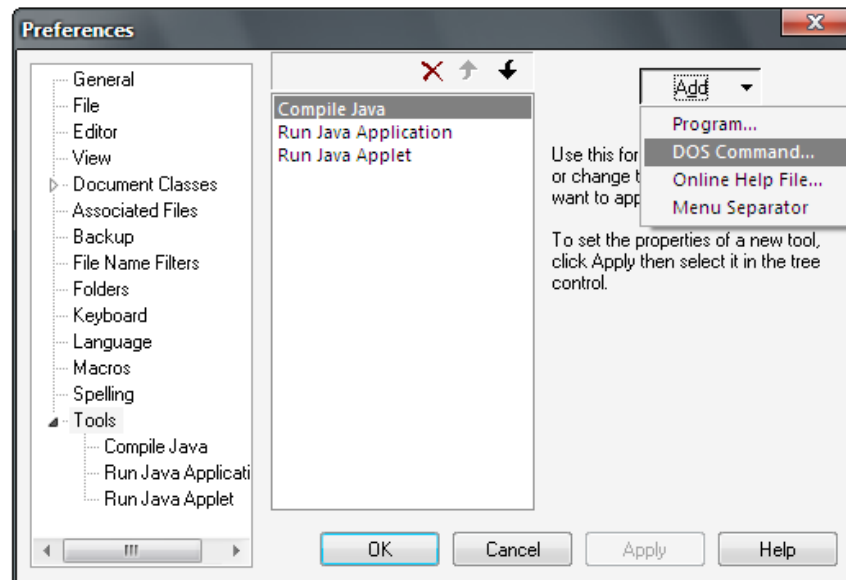 Preferences
General
File
Editor
View
Document Classes
Associated Files
Backup
File Name Filters
Folders
Keyboard
Language
Macros
Spelling
Tools
Compile Java
Run Java Applicati
Run Java Applet
Compile Java
Run Java Application
Run Java Applet
Add
Program...
DOS Command...
Online Help File...
Menu Separator
Use this for
or change t
want to app
To set the properties of a new tool,
click Apply then select it in the tree
control.
OK
Cancel
Apply
Help